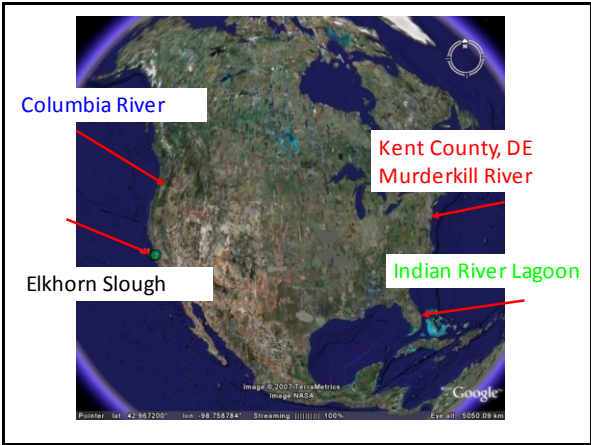 N
Columbia River
Kent County, DE
Murderkill River
Indian River Lagoon
Elkhorn Slough
Image © 2007 TerraMetrics
Image NASA
Google™
Pointer lat 42.967200° lon -98.758784° Streaming |||||||||| 100% Eye alt 5050.09 km